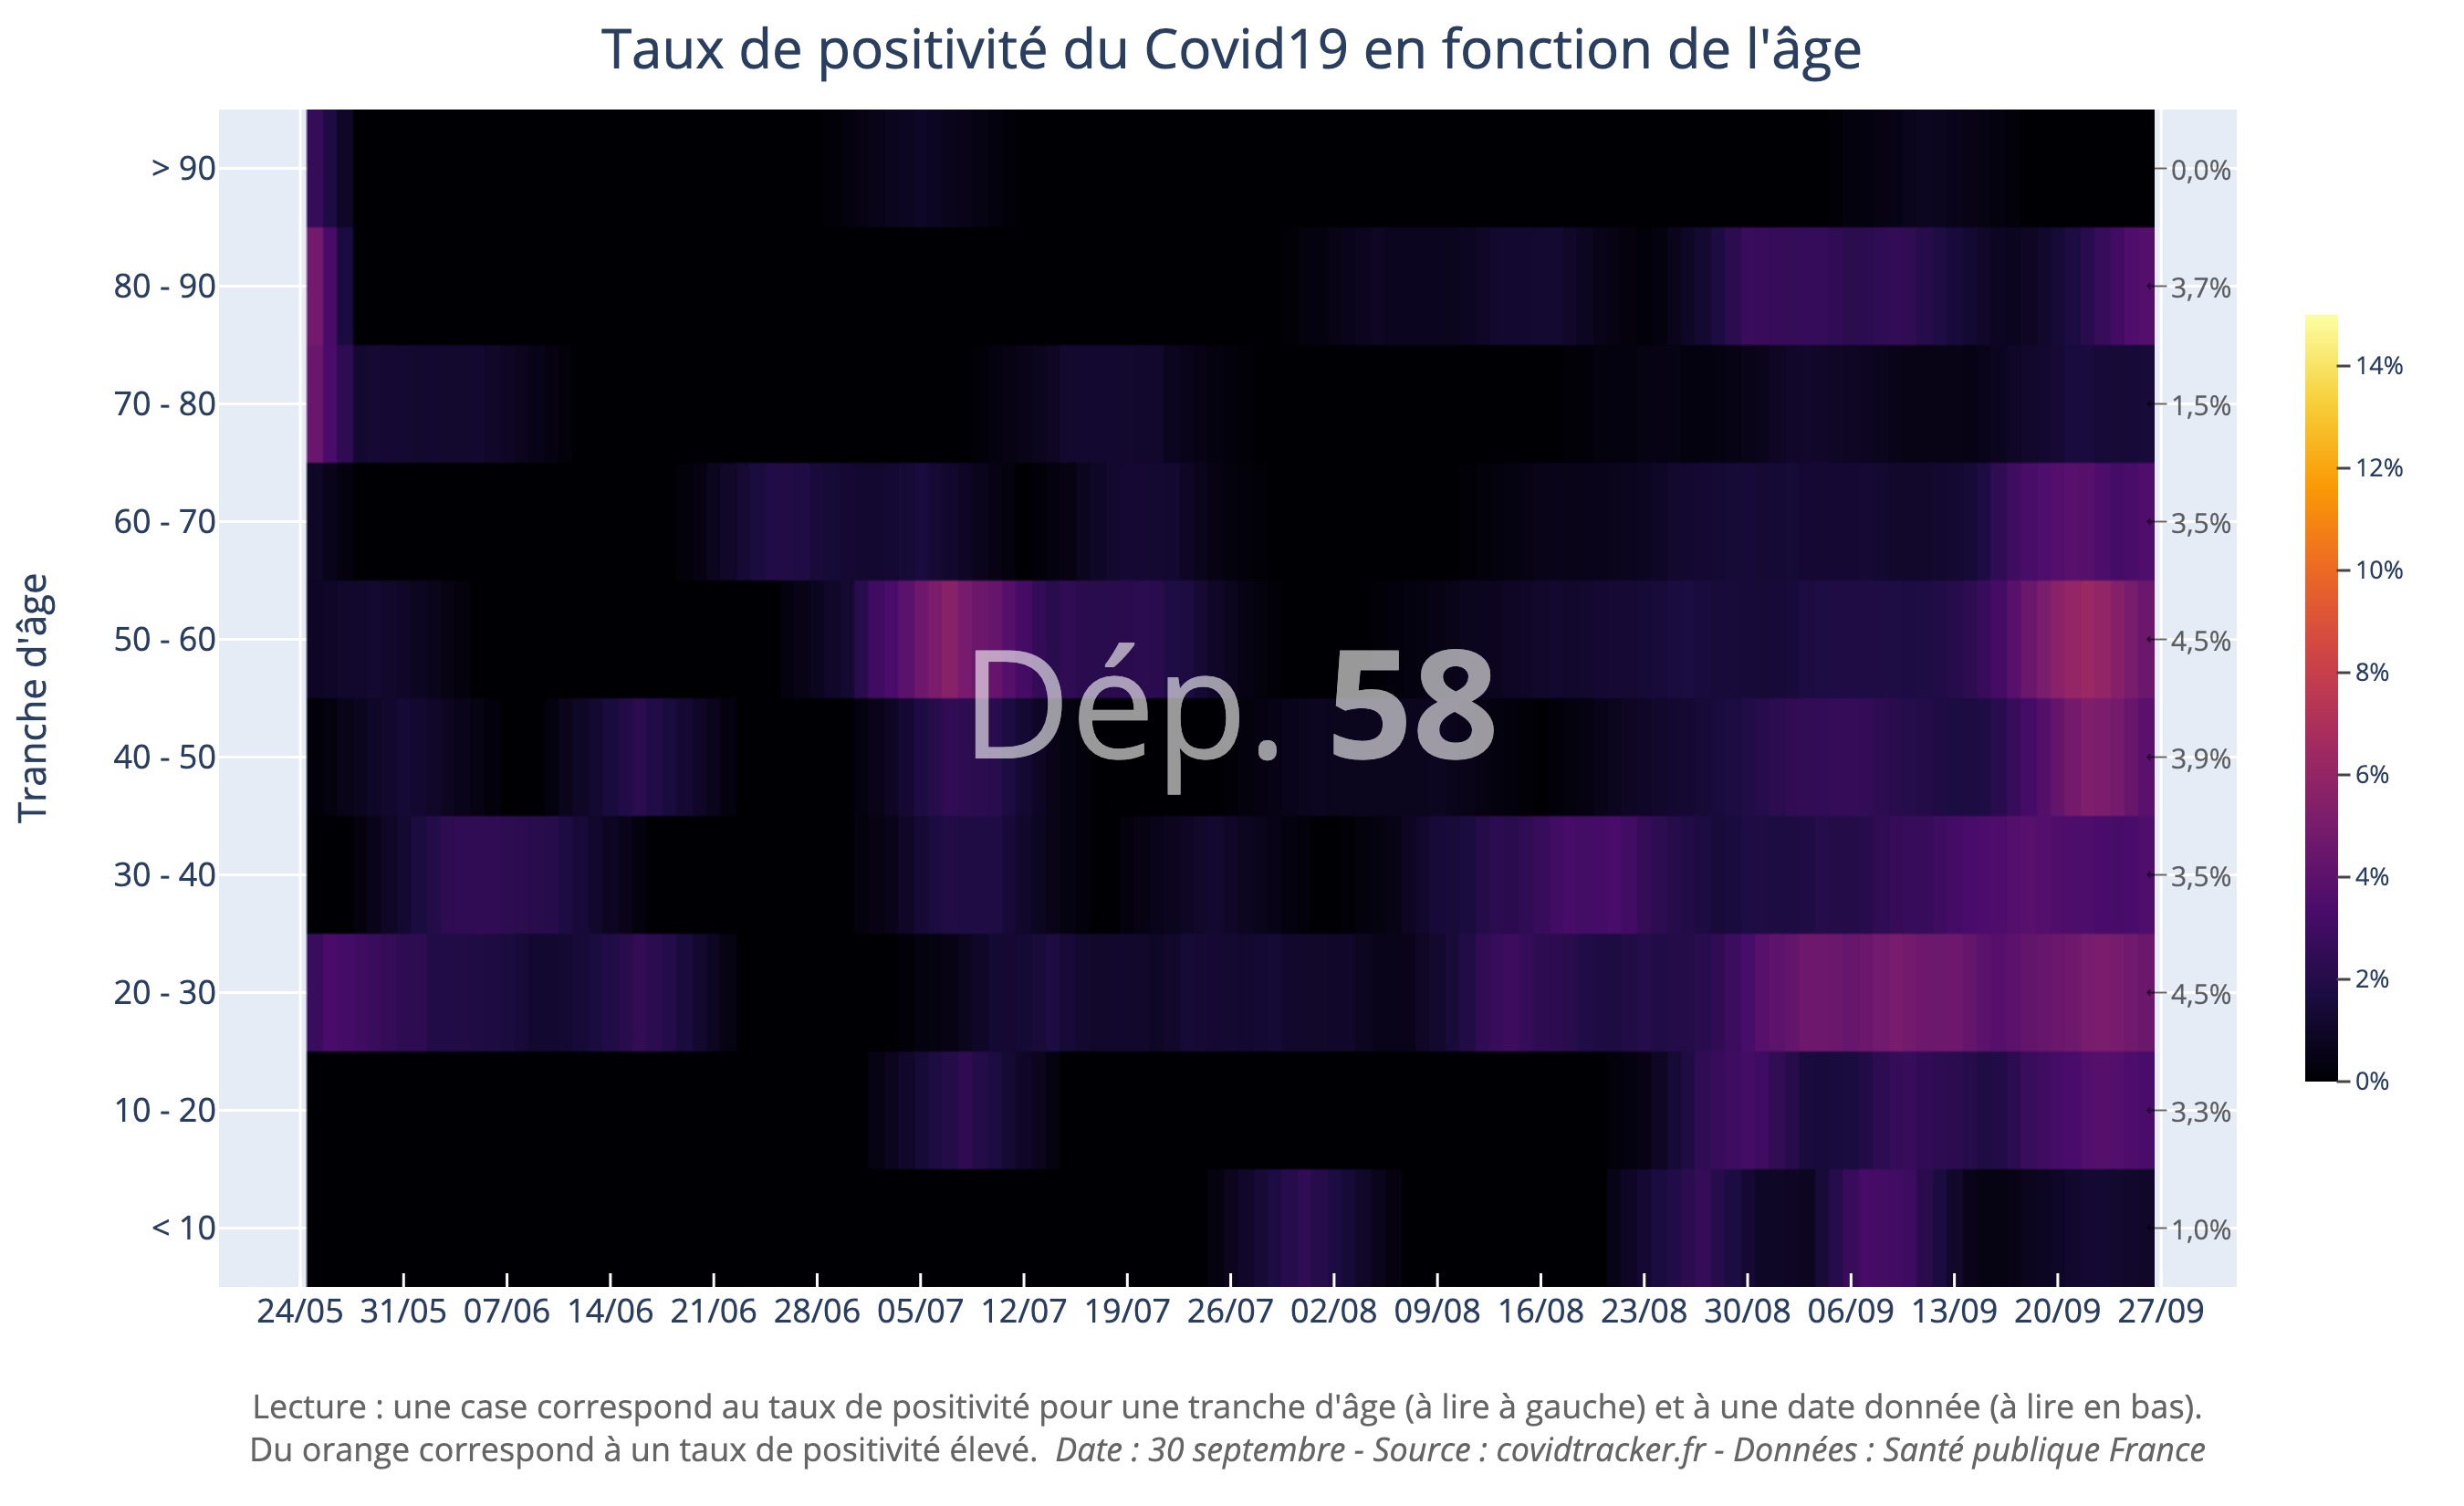 Taux de positivité du Covid19 en fonction de l'âge
Tranche d'âge
> 90
80 - 90
70 - 80
60 - 70
50 - 60
40 - 50
30 - 40
20 - 30
10 - 20
< 10
Dép. 58
0,0%
3,7%
1,5%
3,5%
4,5%
3,9%
3,5%
4,5%
3,3%
1,0%
14%
12%
10%
8%
6%
4%
2%
0%
24/05 31/05 07/06 14/06 21/06 28/06 05/07 12/07 19/07 26/07 02/08 09/08 16/08 23/08 30/08 06/09 13/09 20/09 27/09
Lecture : une case correspond au taux de positivité pour une tranche d'âge (à lire à gauche) et à une date donnée (à lire en bas).
Du orange correspond à un taux de positivité élevé. Date : 30 septembre - Source : covidtracker.fr - Données : Santé publique France